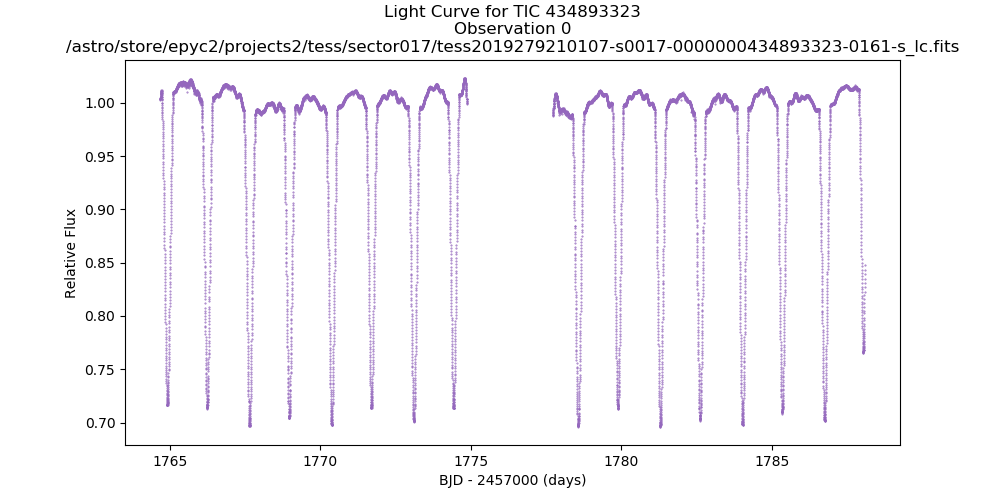 Light Curve for TIC 434893323
Observation 0
/astro/store/epyc2/projects2/tess/sector017/tess2019279210107-s0017-0000000434893323-0161-s_lc.fits
1.00
0.95
0.90
0.85
0.80
0.75
0.70
Relative Flux
1765
1770
1775
1780
1785
BJD - 2457000 (days)